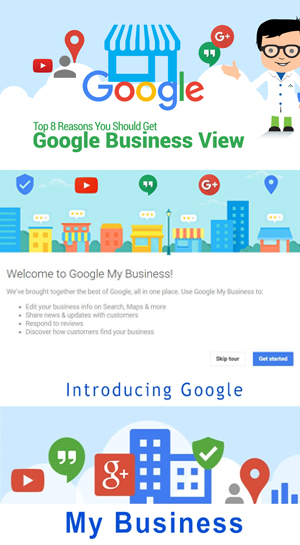 Google
Top 8 Reasons You Should Get
Google Business View
Welcome to Google My Business!
We've brought together the best of Google, all in one place. Use Google My Business to:
• Edit your business info on Search, Maps & more
• Share news & updates with customers
• Respond to reviews
• Discover how customers find your business
Skip tour
Get started
Introducing Google
My Business